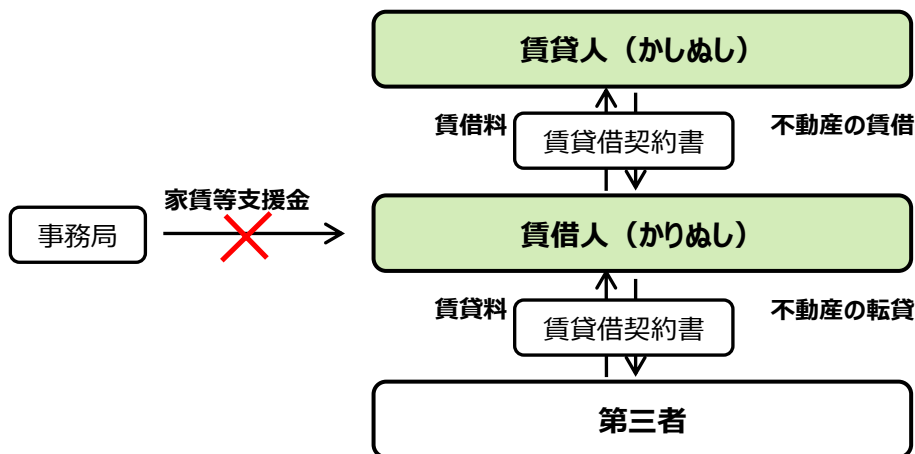 賃貸人（かしぬし）
賃借料
賃貸借契約書
不動産の賃借
家賃等支援金
事務局
賃借人（かりぬし）
賃貸料
賃貸借契約書
不動産の転貸
第三者